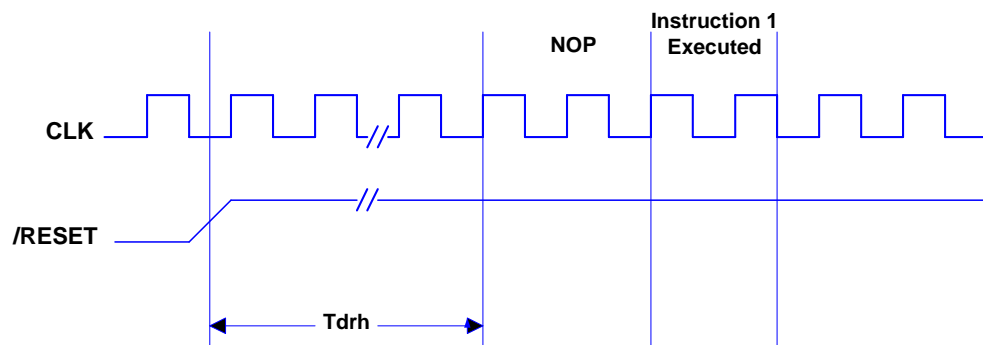 Instruction 1
Executed
NOP
CLK
/RESET
Tdrh